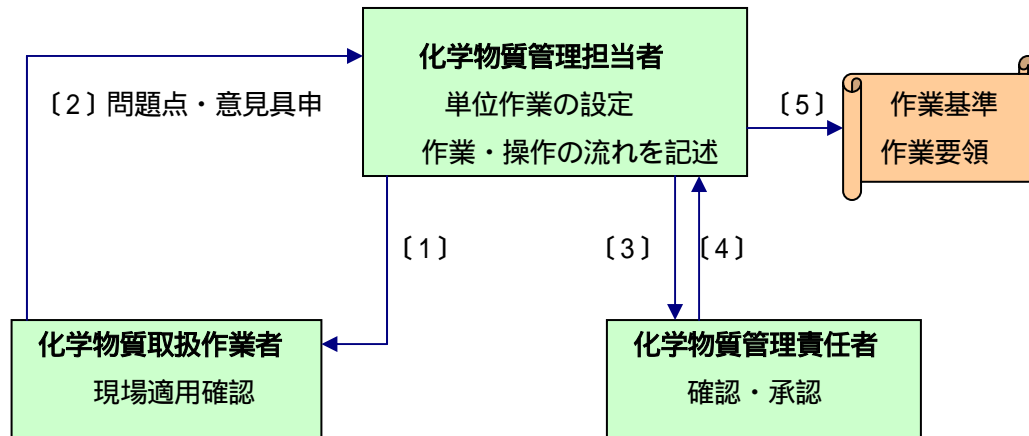 化学物質管理担当者
単位作業の設定
作業・操作の流れを記述
〔2〕問題点・意見具申
〔5〕
作業基準
作業要領
〔1〕
〔3〕
〔4〕
化学物質取扱作業者
現場適用確認
化学物質管理責任者
確認・承認